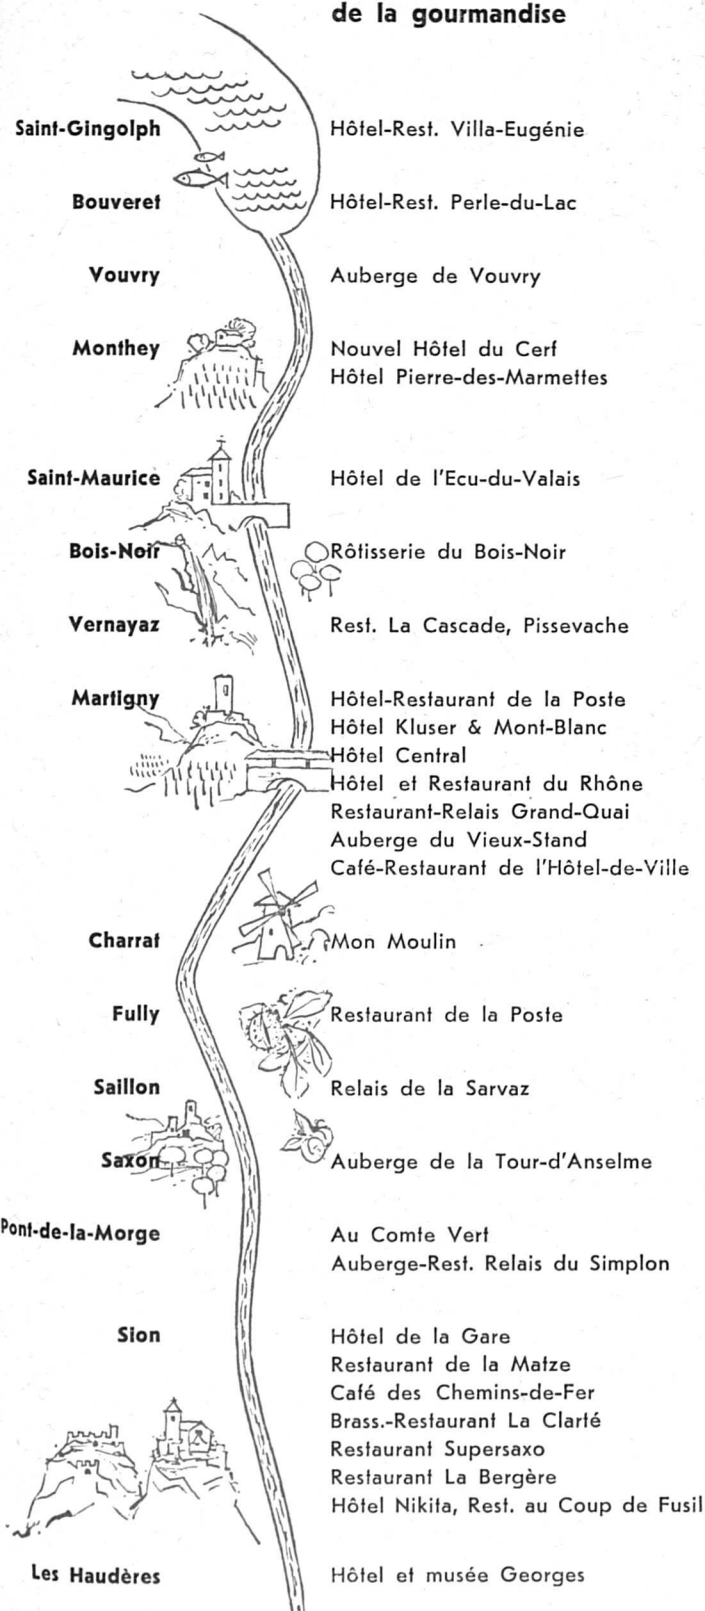 de la gourmandise
Saint-Gingolph Hôtel-Rest. Villa-Eugénie
Bouveret Hôtel-Rest. Perle-du-Lac
Vouvry Auberge de Vouvry
Monthey Nouvel Hôtel du Cerf
Hôtel Pierre-des-Marmettes
Saint-Maurice Hôtel de l'Ecu-du-Valais
Bois-Noir Rôtisserie du Bois-Noir
Vernayaz Rest. La Cascade, Pissevache
Martigny Hôtel-Restaurant de la Poste
Hôtel Kluser & Mont-Blanc
Hôtel Central
Hôtel et Restaurant du Rhône
Restaurant-Relais Grand-Quai
Auberge du Vieux-Stand
Café-Restaurant de l'Hôtel-de-Ville
Charrat Mon Moulin
Fully Restaurant de la Poste
Saillon Relais de la Sarvaz
Saxon Auberge de la Tour-d'Anselme
Pont-de-la-Morge Au Comte Vert
Auberge-Rest. Relais du Simplon
Sion Hôtel de la Gare
Restaurant de la Matze
Café des Chemins-de-Fer
Brass.-Restaurant La Clarté
Restaurant Supersaxo
Restaurant La Bergère
Hôtel Nikita, Rest. au Coup de Fusil
Les Haudères Hôtel et musée Georges